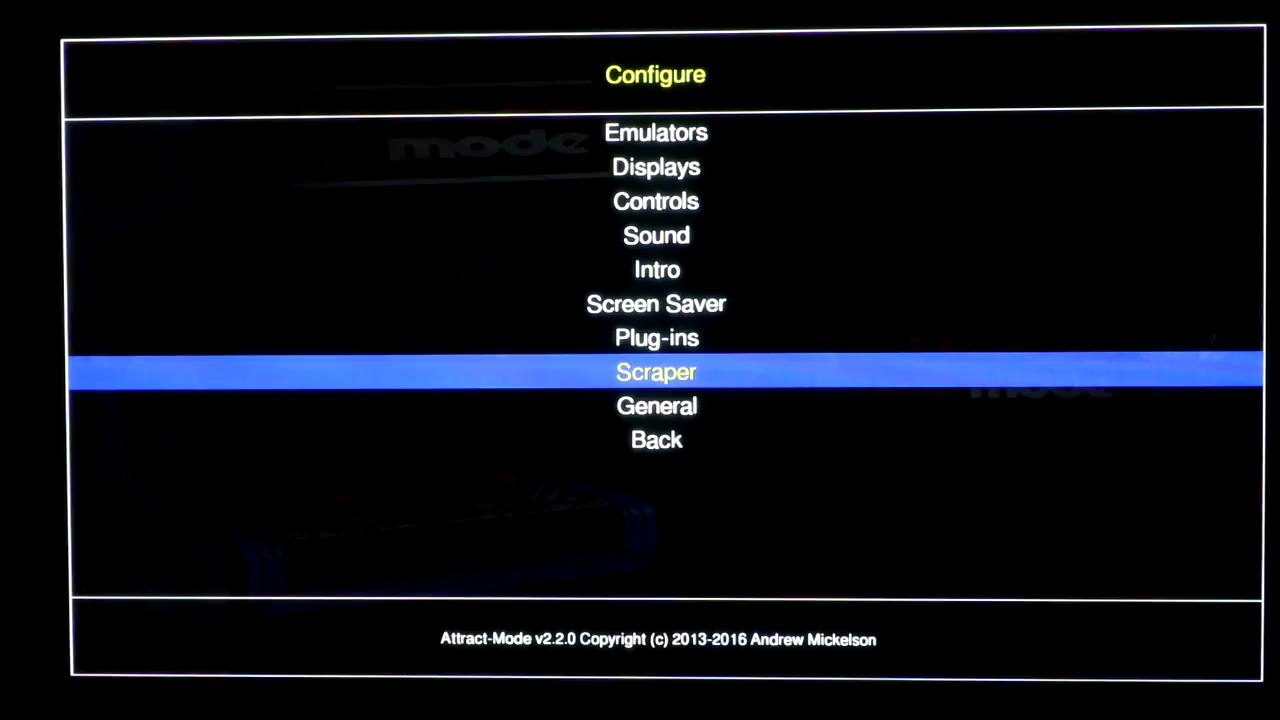 Configure
mode
Emulators
Displays
Controls
Sound
Intro
Screen Saver
Plug-ins
Scraper
General
Back
Attract-Mode v2.2.0 Copyright (c) 2013-2016 Andrew Mickelson